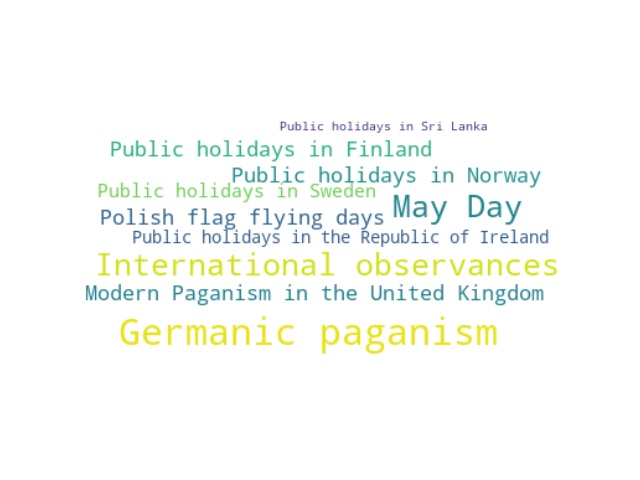 Public holidays in Sri Lanka
Public holidays in Finland
Public holidays in Norway
Public holidays in Sweden
May Day
Polish flag flying days
Public holidays in the Republic of Ireland
International observances
Modern Paganism in the United Kingdom
Germanic paganism